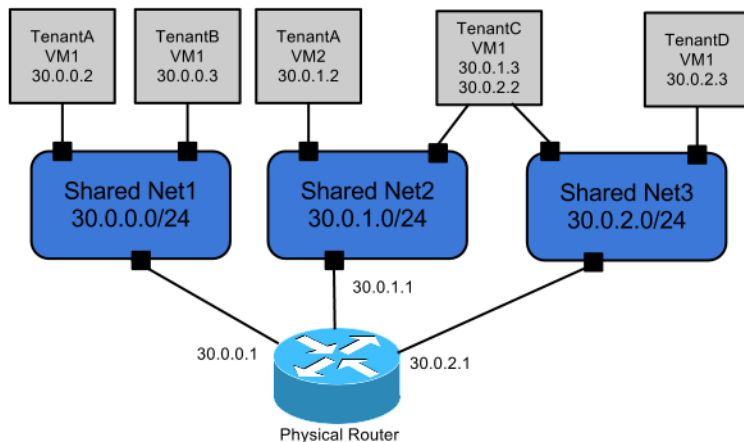 TenantA
VM1
30.0.0.2
TenantB
VM1
30.0.0.3
TenantA
VM2
30.0.1.2
TenantC
VM1
30.0.1.3
30.0.2.2
TenantD
VM1
30.0.2.3
Shared Net1
30.0.0.0/24
Shared Net2
30.0.1.0/24
Shared Net3
30.0.2.0/24
30.0.1.1
30.0.0.1
30.0.2.1
Physical Router